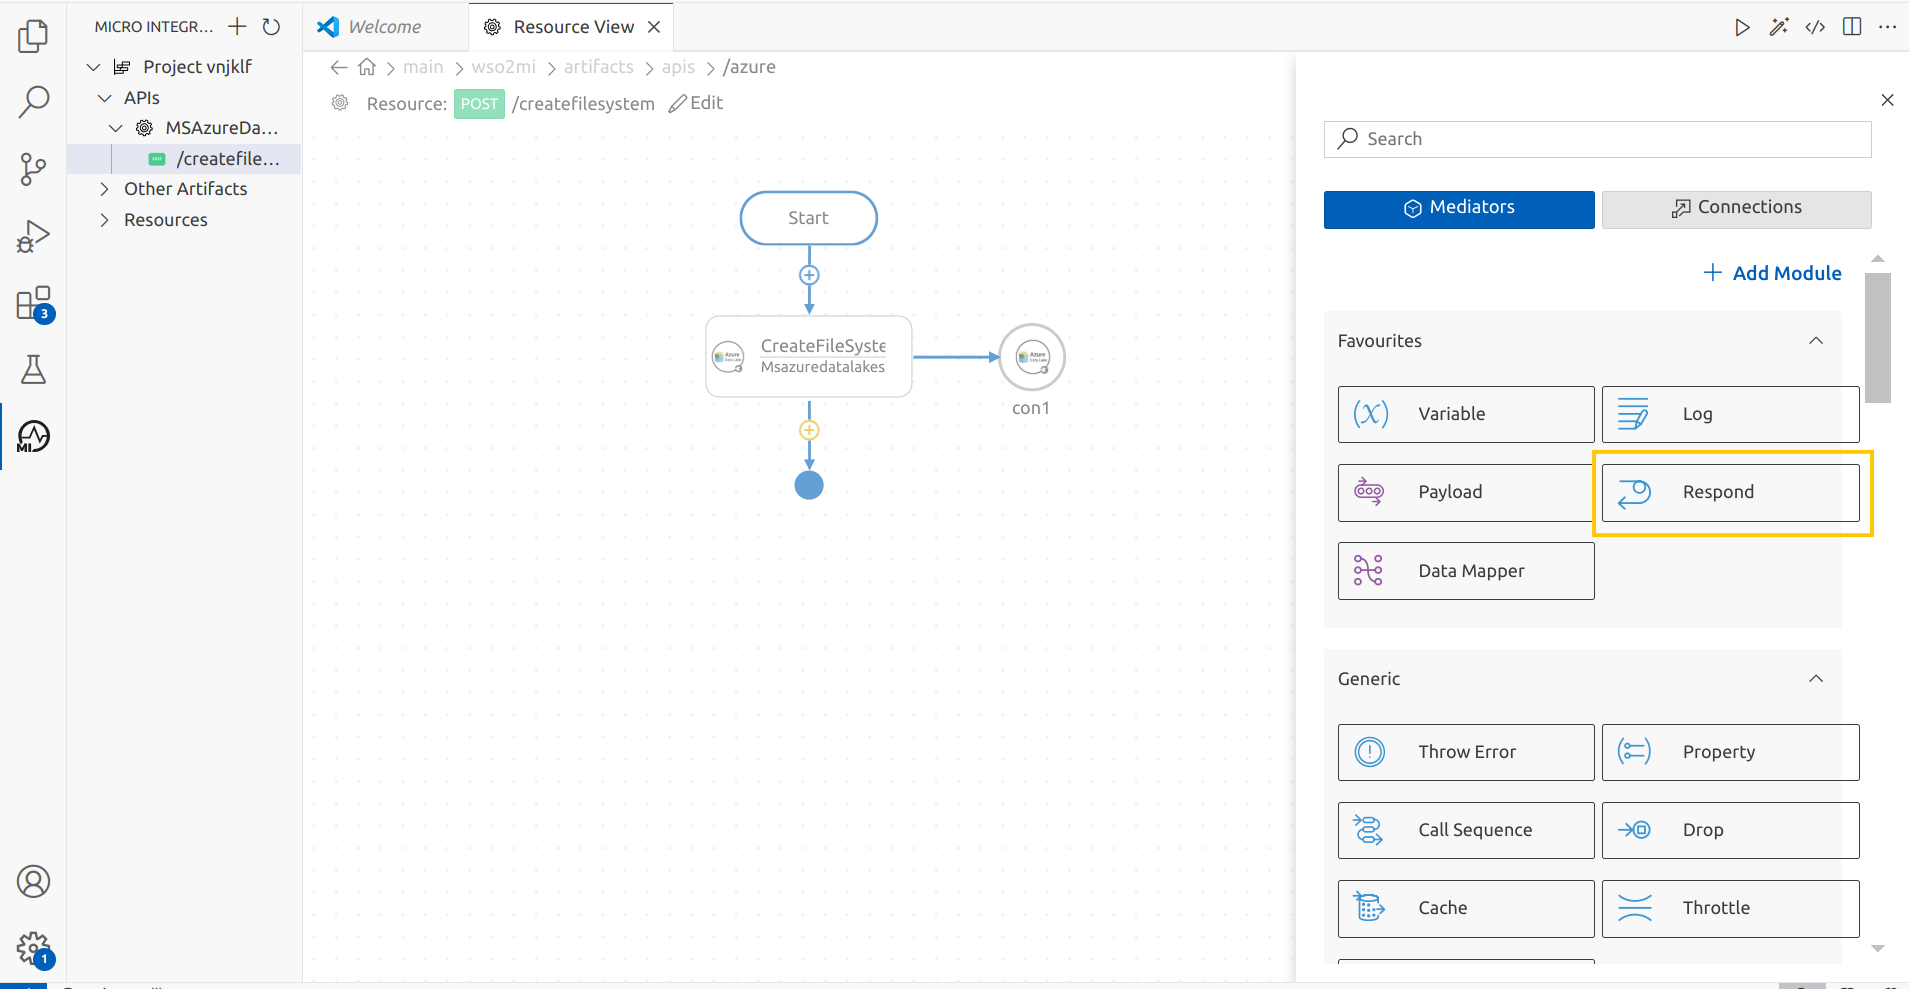 MICRO INTEGR...
Welcome
Resource View
Project vnjklf
APIs
MSAzureDa...
/createfile...
Other Artifacts
Resources
3
MI
1
main
wso2mi
artifacts
apis
/azure
Resource: POST /createfilesystem Edit
Start
CreateFileSyste
Msazuredatalakes
con1
Search
Mediators
Connections
Add Module
Favourites
Variable
Log
Payload
Respond
Data Mapper
Generic
Throw Error
Property
Call Sequence
Drop
Cache
Throttle